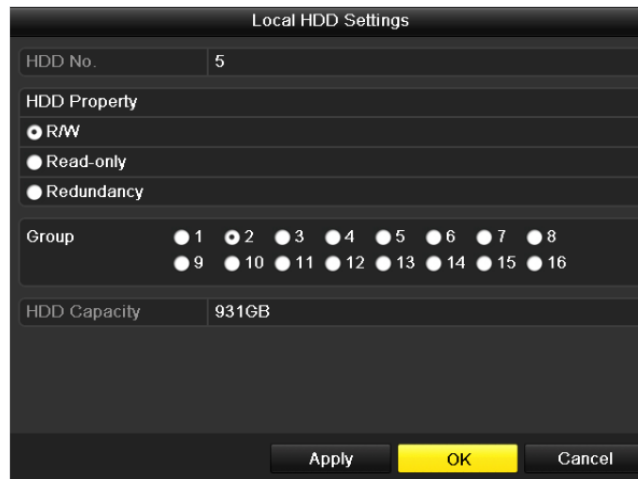 Local HDD Settings
HDD No. 5
HDD Property
R/W
Read-only
Redundancy
Group 1 2 3 4 5 6 7 8
9 10 11 12 13 14 15 16
HDD Capacity 931GB
Apply OK Cancel